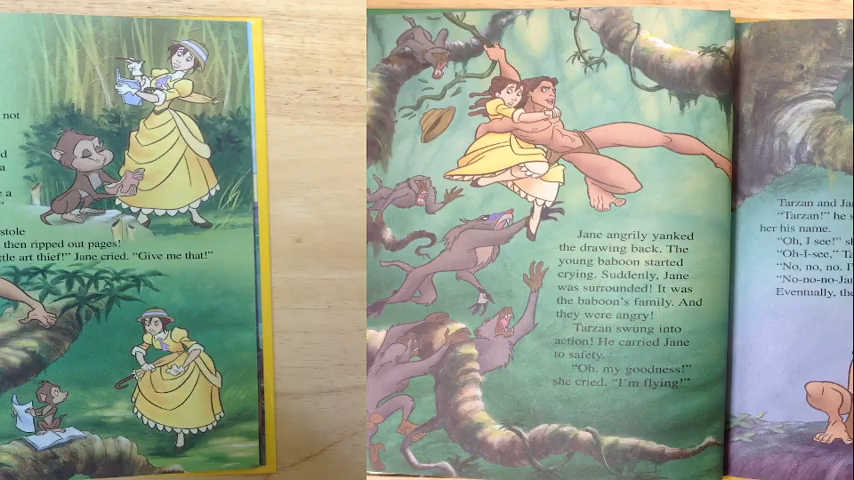 not
d
a
e a
"
stole
then ripped out pages!
ttle art thief!" Jane cried. "Give me that!"
Jane angrily yanked
the drawing back. The
young baboon started
crying. Suddenly, Jane
was surrounded! It was
the baboon's family. And
they were angry!
Tarzan swung into
action! He carried Jane
to safety.
"Oh, my goodness!"
she cried. "I'm flying!"
Tarzan and Ja
"Tarzan!" he s
her his name.
"Oh, I see!" sh
"Oh-I-see," Ta
"No, no, no. I'
"No-no-no-Ja
Eventually, the